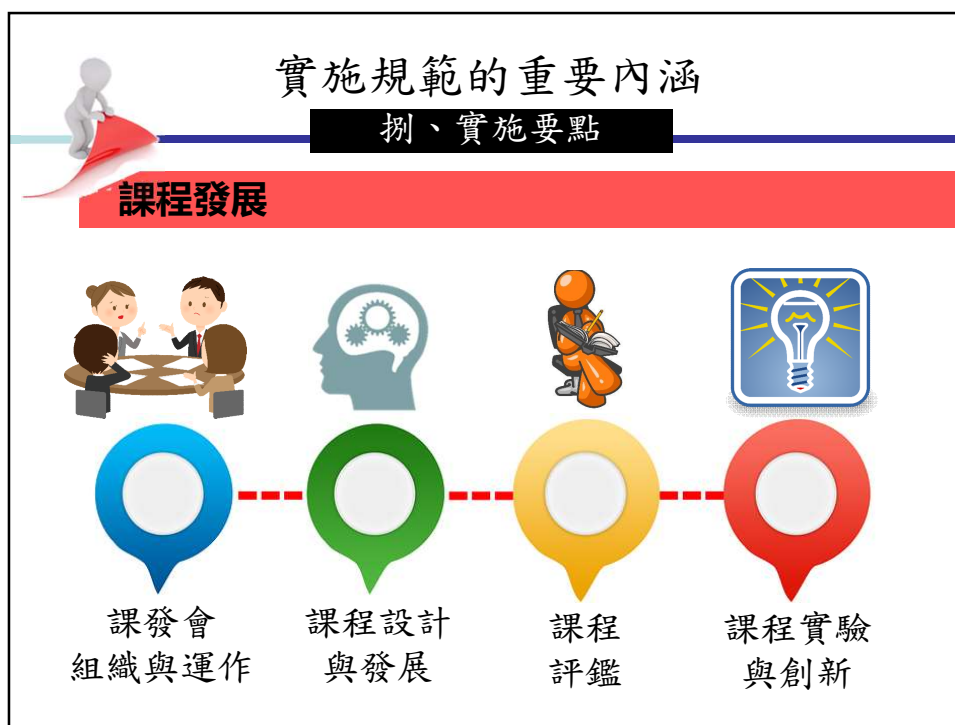 實施規範的重要內涵
捌、實施要點
課程發展
課發會
組織與運作
課程設計
與發展
課程
評鑑
課程實驗
與創新